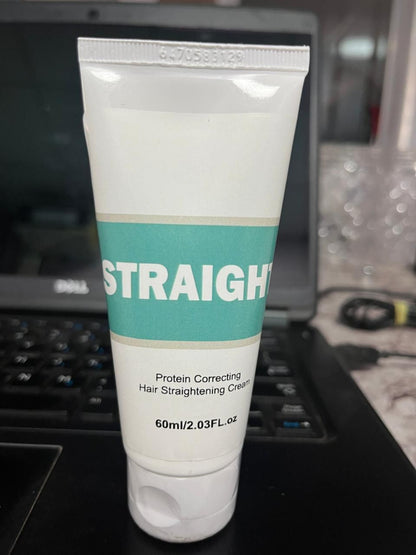 STRAIGHT
Protein Correcting
Hair Straightening Cream
60ml/2.03FL.oz
DELL